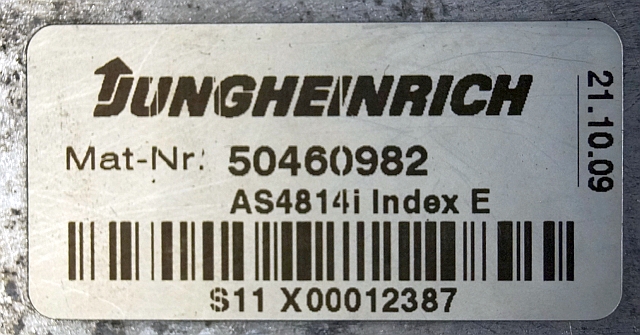 JUNGHEINRICH
Mat-Nr: 50460982
AS4814i Index E
S11 X00012387
21.10.09